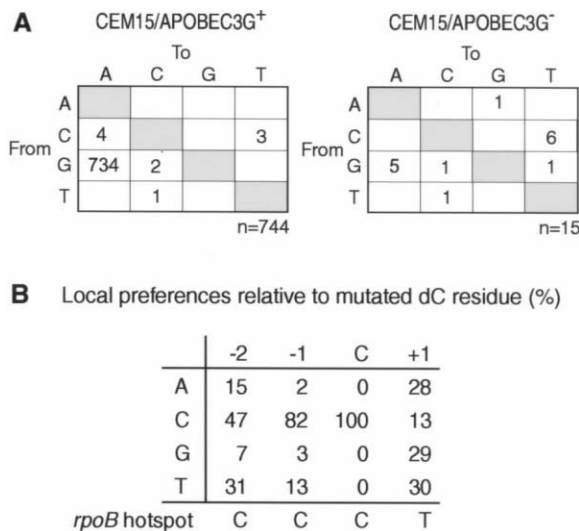 A CEM15/APOBEC3G+ CEM15/APOBEC3G-
To To
A C G T A C G T
A A 1
From C 4 3 From C 6
G 734 2 G 5 1 1
T 1 T 1
n=744 n=15
B Local preferences relative to mutated dC residue (%)
-2 -1 C +1
A 15 2 0 28
C 47 82 100 13
G 7 3 0 29
T 31 13 0 30
rpoB hotspot C C C T